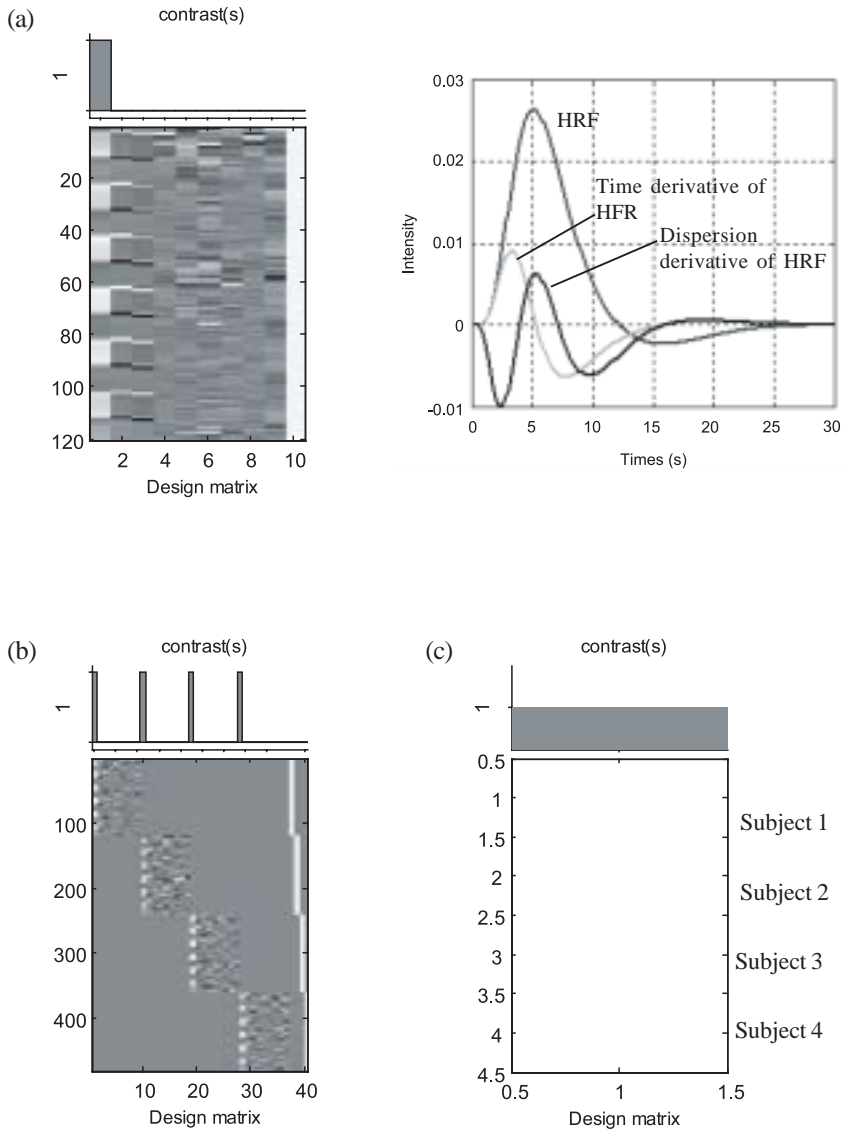 (a)
contrast(s)
1
20
40
60
80
100
120
2 4 6 8 10
Design matrix
0.03
0.02
0.01
0
-0.01
Intensity
HRF
Time derivative of
HFR
Dispersion
derivative of HRF
0 5 10 15 20 25 30
Times (s)
(b)
contrast(s)
1
100
200
300
400
10 20 30 40
Design matrix
(c)
contrast(s)
1
0.5
1
1.5
2
2.5
3
3.5
4
4.5
Subject 1
Subject 2
Subject 3
Subject 4
0.5 1 1.5
Design matrix